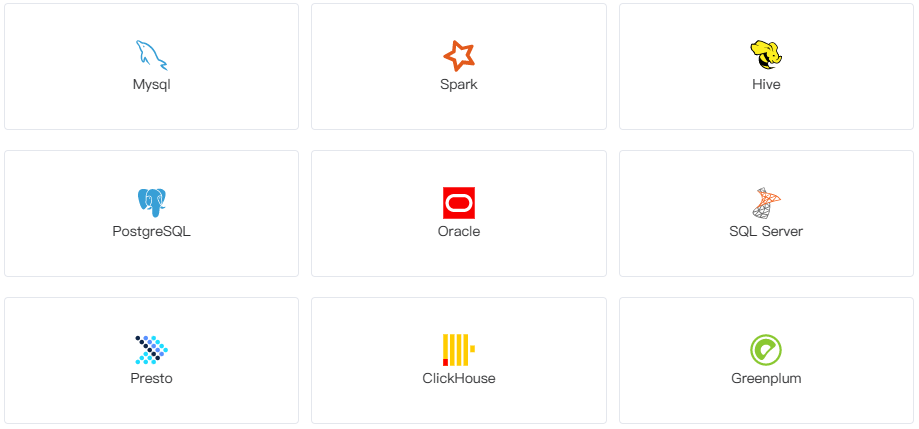 Mysql
Spark
Hive
PostgreSQL
Oracle
SQL Server
Presto
ClickHouse
Greenplum